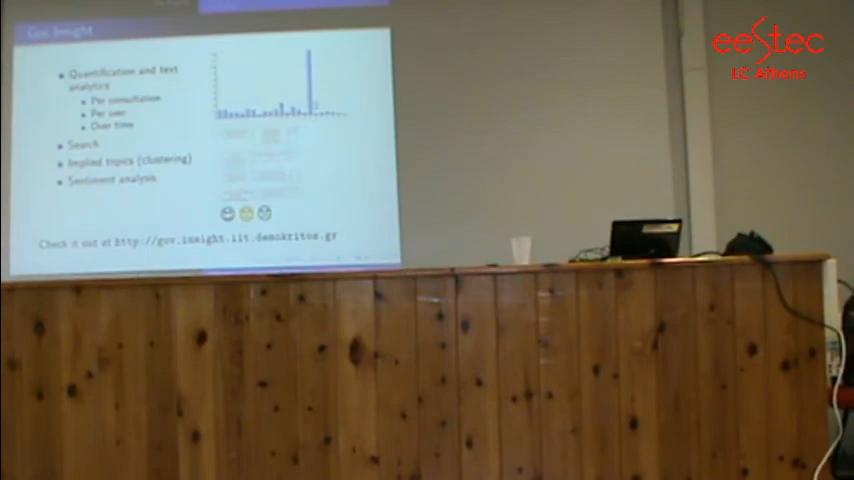 Gov Insight
Quantification and text
analytics
Per consultation
Per user
Over time
Search
Implied topics (clustering)
Sentiment analysis
Check it out at http://gov.insight.iit.demokritos.gr
eestec
LC Athens